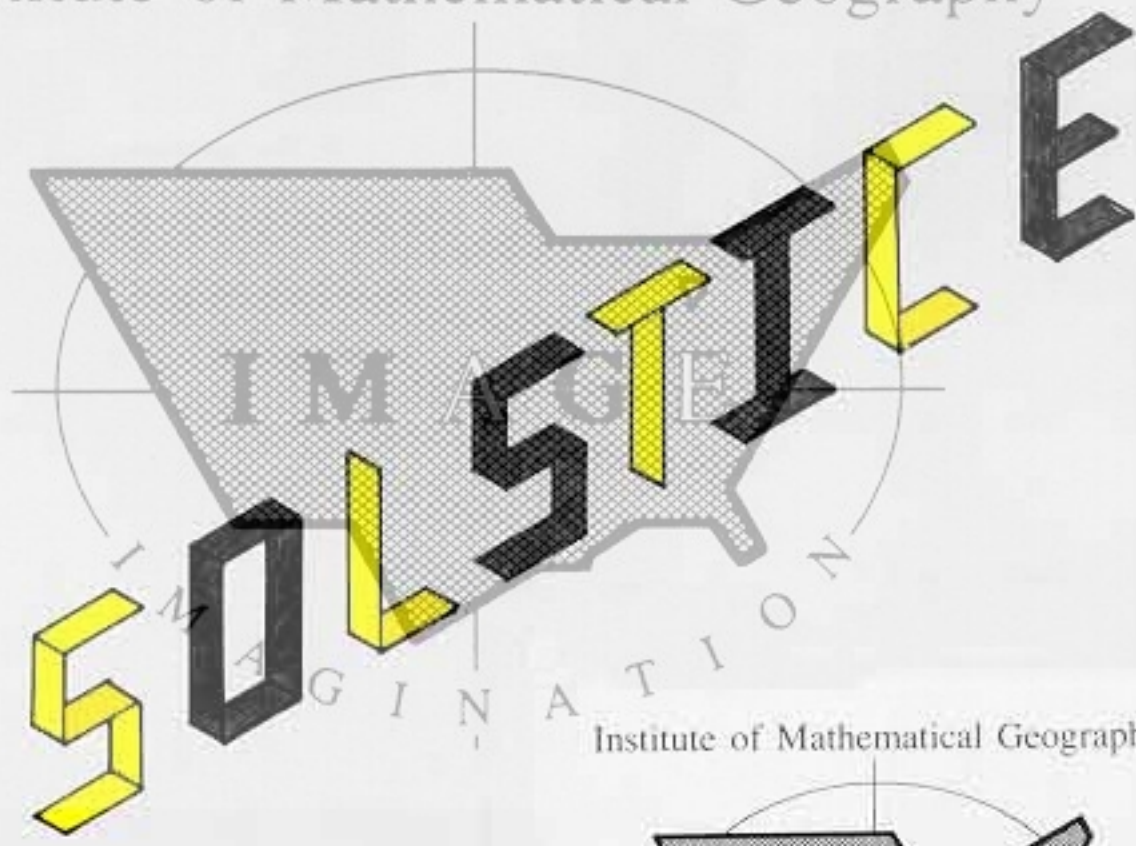 Institute of Mathematical Geography
SOLSTICE
IMAGE
IMAGINATION
Institute of Mathematical Geograph